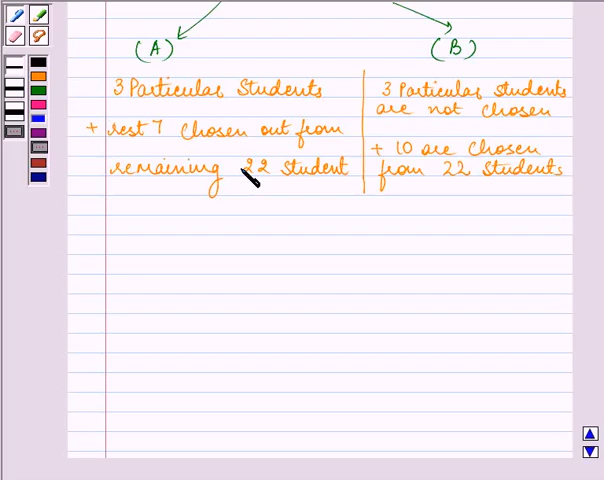 (A)
(B)
3 Particular Students
+ rest 7 chosen out from
remaining 22 Student
3 Particular students
are not chosen
+ 10 are chosen
from 22 Students